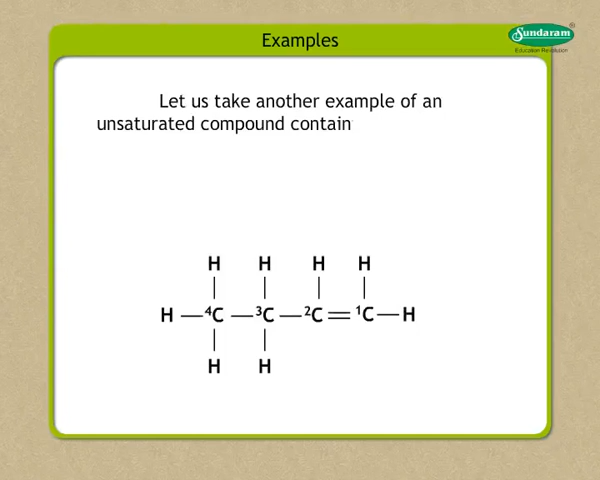 Examples
Sundaram
®
Education Revolution
Let us take another example of an
unsaturated compound contain
H H H H
H — ⁴C — ³C — ²C = ¹C — H
H H